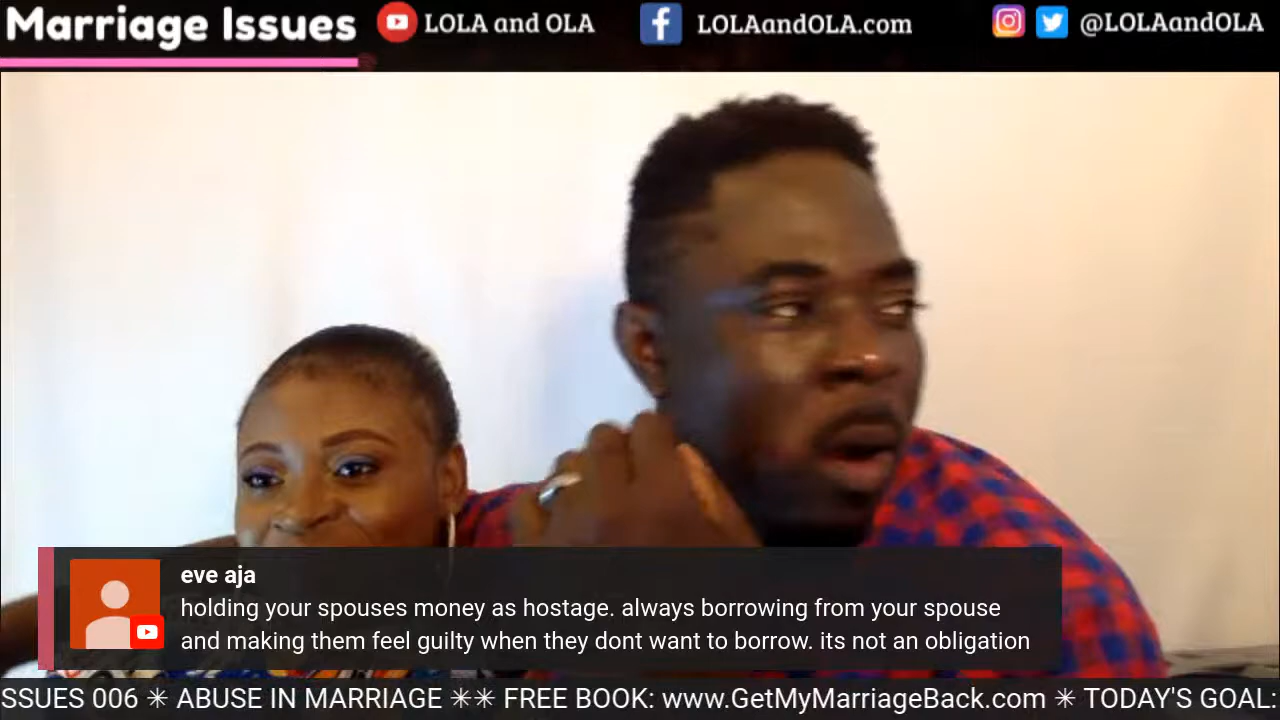 Marriage Issues LOLA and OLA LOLAandOLA.com @LOLAandOLA
eve aja
holding your spouses money as hostage. always borrowing from your spouse
and making them feel guilty when they dont want to borrow. its not an obligation
SSUES 006 ✳ ABUSE IN MARRIAGE ✳✳ FREE BOOK: www.GetMyMarriageBack.com ✳ TODAY'S GOAL: